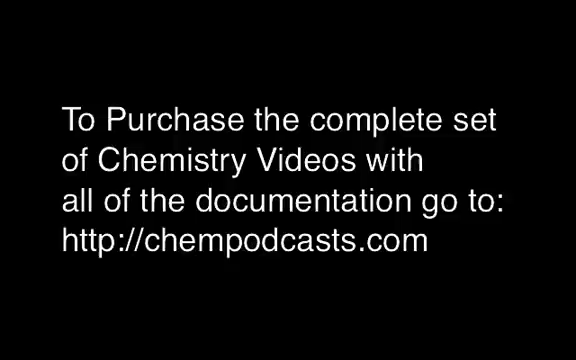 To Purchase the complete set
of Chemistry Videos with
all of the documentation go to:
http://chempodcasts.com